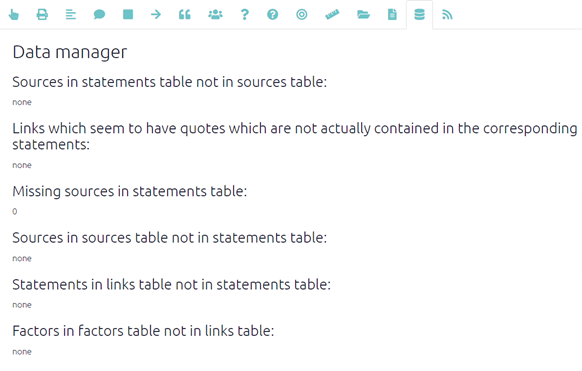 Data manager
Sources in statements table not in sources table:
none
Links which seem to have quotes which are not actually contained in the corresponding
statements:
none
Missing sources in statements table:
0
Sources in sources table not in statements table:
none
Statements in links table not in statements table:
none
Factors in factors table not in links table:
none